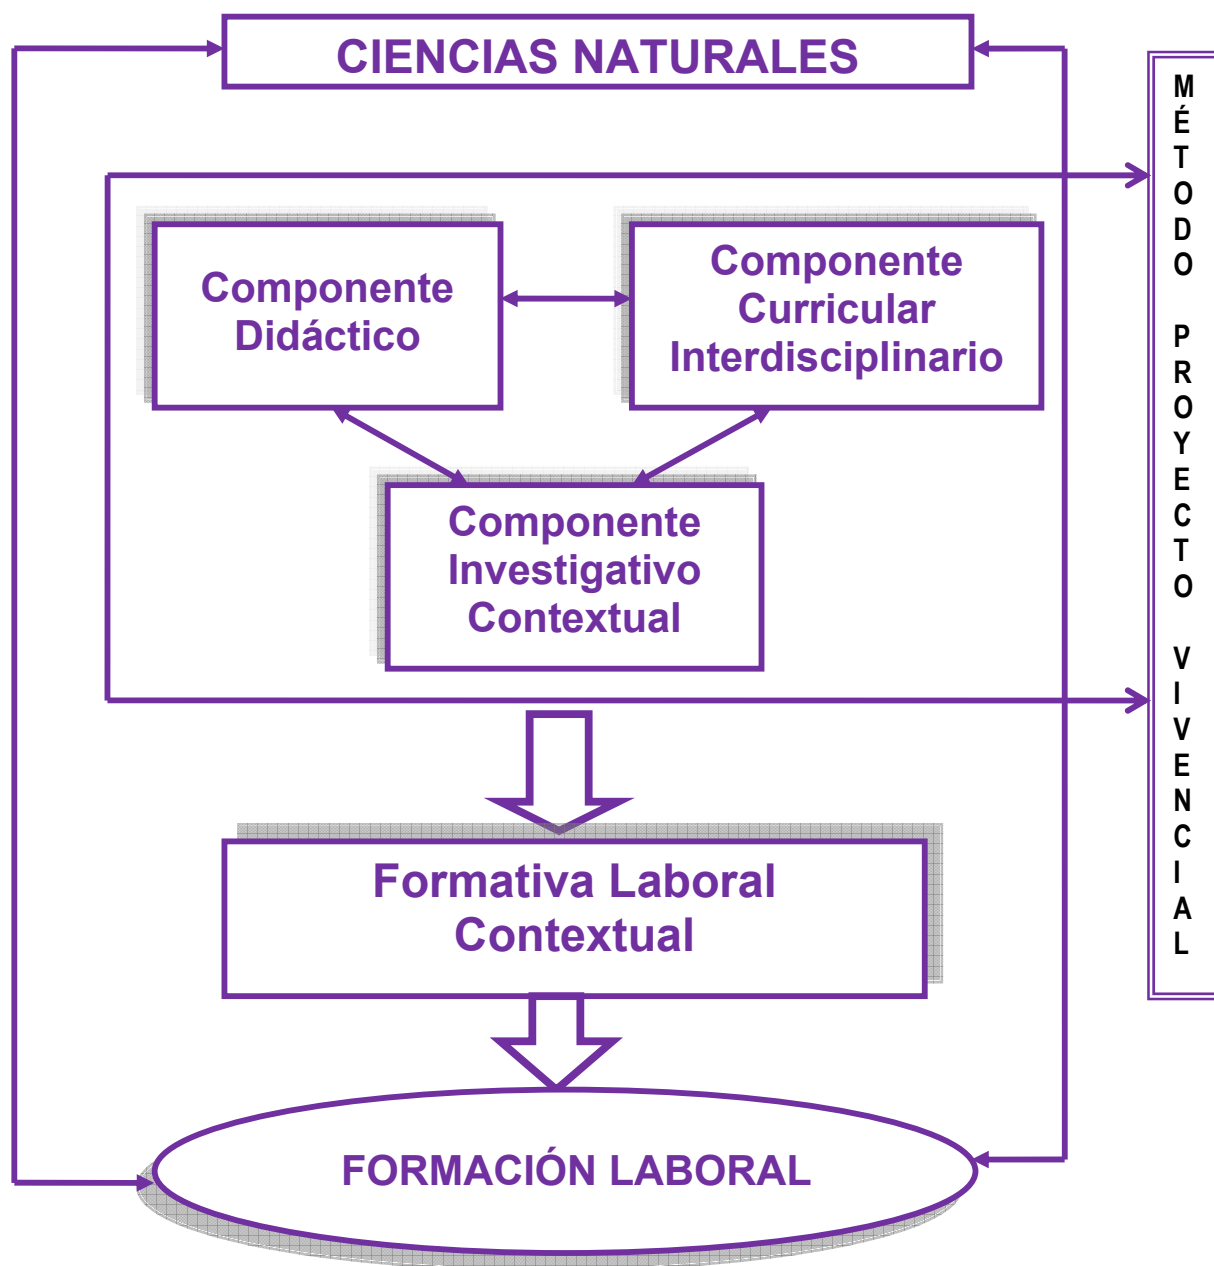 CIENCIAS NATURALES
Componente
Didáctico
Componente
Curricular
Interdisciplinario
Componente
Investigativo
Contextual
Formativa Laboral
Contextual
FORMACIÓN LABORAL
MÉTODO PROYECTO VIVENCIAL